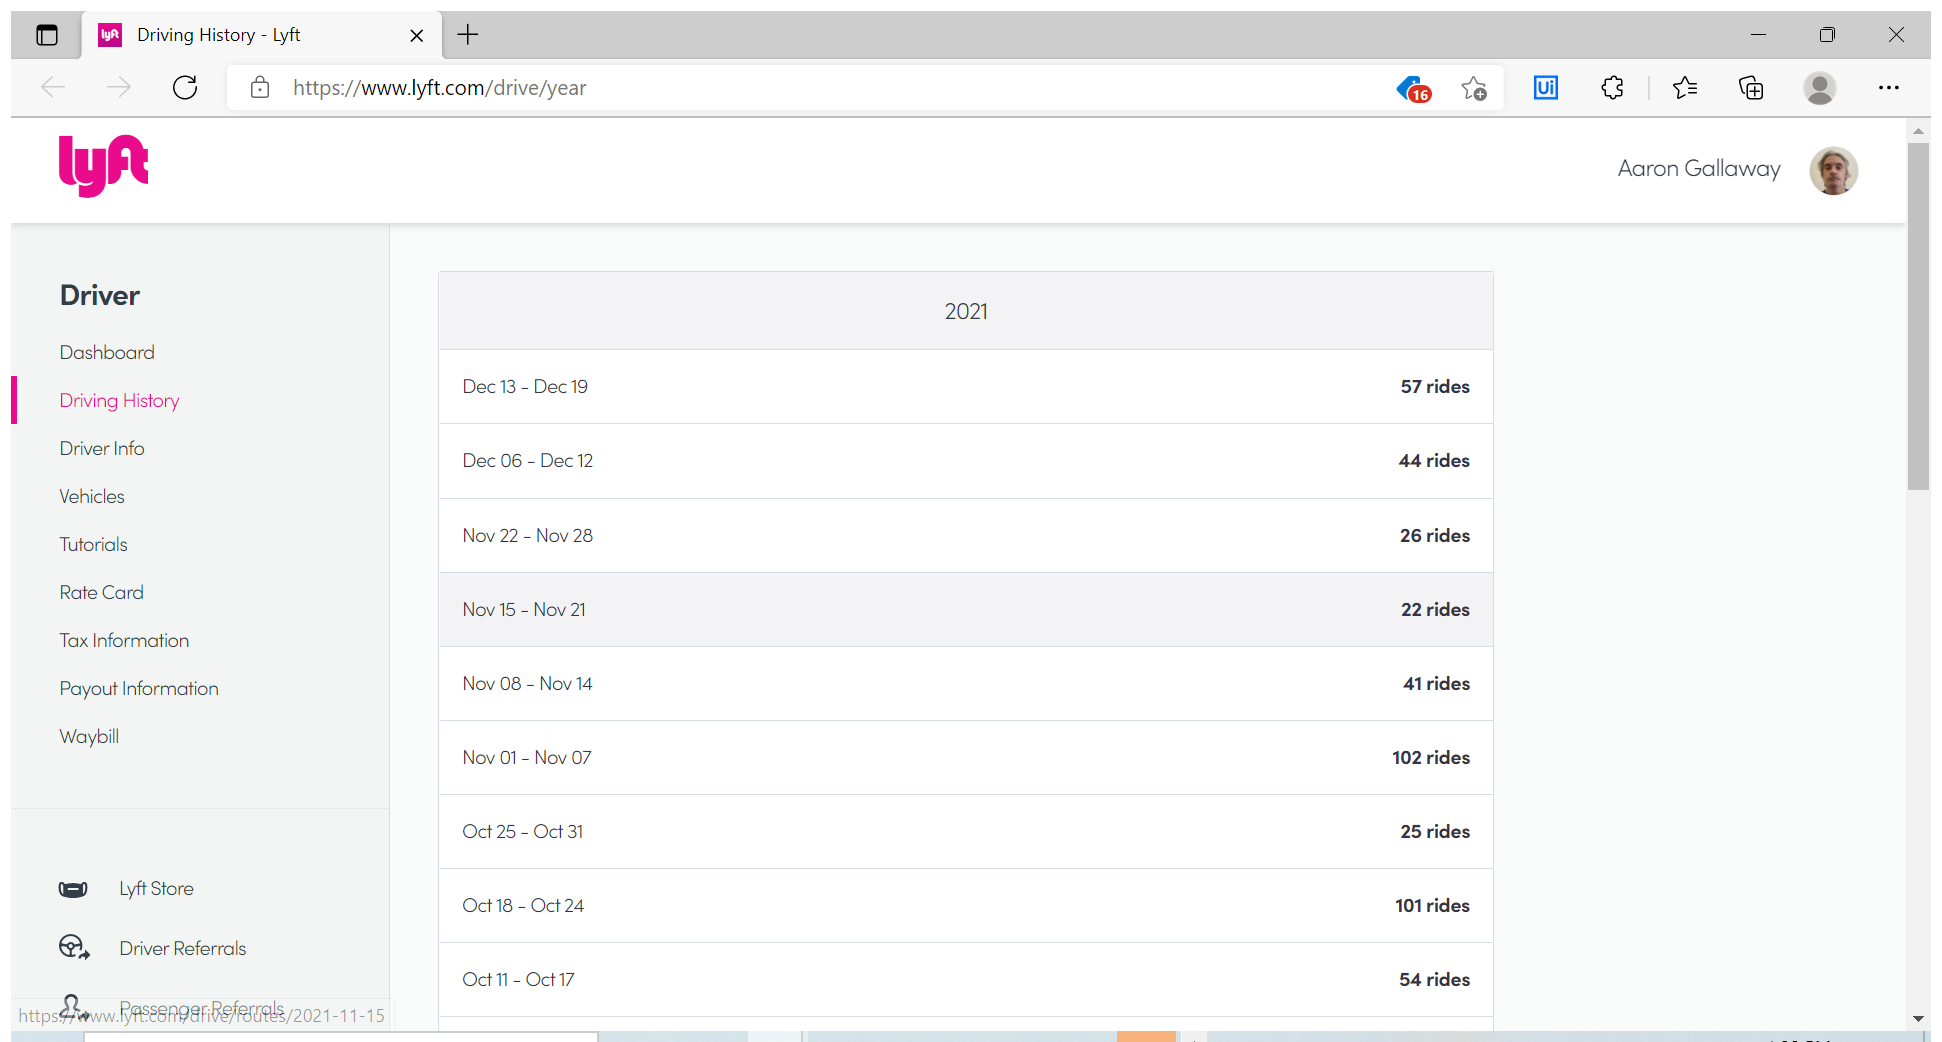 Driving History - Lyft
https://www.lyft.com/drive/year
16
Ui
lyft
Aaron Gallaway
Driver
Dashboard
Driving History
Driver Info
Vehicles
Tutorials
Rate Card
Tax Information
Payout Information
Waybill
Lyft Store
Driver Referrals
Passenger Referrals
https://www.lyft.com/drive/routes/2021-11-15
2021
Dec 13 - Dec 19 57 rides
Dec 06 - Dec 12 44 rides
Nov 22 - Nov 28 26 rides
Nov 15 - Nov 21 22 rides
Nov 08 - Nov 14 41 rides
Nov 01 - Nov 07 102 rides
Oct 25 - Oct 31 25 rides
Oct 18 - Oct 24 101 rides
Oct 11 - Oct 17 54 rides